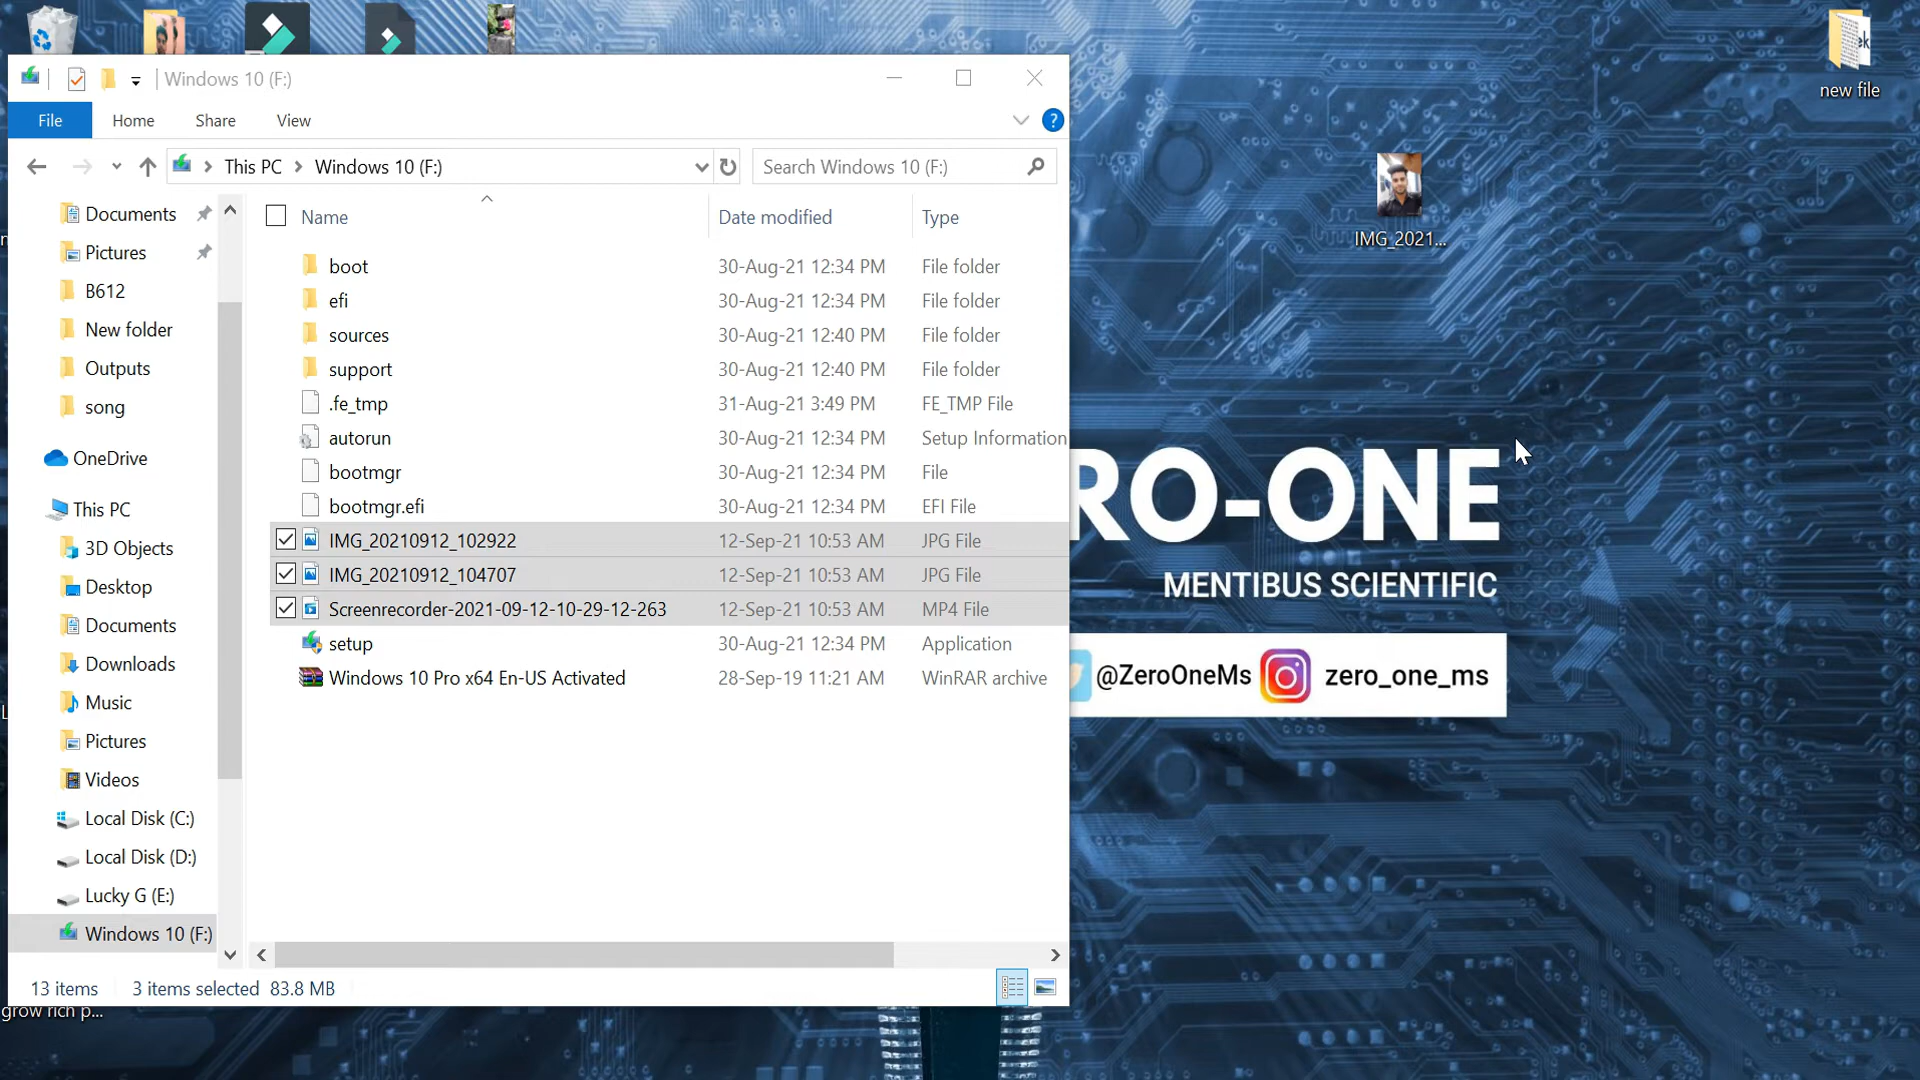 new file
Windows 10 (F:)
File Home Share View
?
This PC Windows 10 (F:) Search Windows 10 (F:)
Documents
Pictures
B612
New folder
Outputs
song
OneDrive
This PC
3D Objects
Desktop
Documents
Downloads
Music
Pictures
Videos
Local Disk (C:)
Local Disk (D:)
Lucky G (E:)
Windows 10 (F:)
Name Date modified Type
boot 30-Aug-21 12:34 PM File folder
efi 30-Aug-21 12:34 PM File folder
sources 30-Aug-21 12:40 PM File folder
support 30-Aug-21 12:40 PM File folder
.fe_tmp 31-Aug-21 3:49 PM FE_TMP File
autorun 30-Aug-21 12:34 PM Setup Information
bootmgr 30-Aug-21 12:34 PM File
bootmgr.efi 30-Aug-21 12:34 PM EFI File
IMG_20210912_102922 12-Sep-21 10:53 AM JPG File
IMG_20210912_104707 12-Sep-21 10:53 AM JPG File
Screenrecorder-2021-09-12-10-29-12-263 12-Sep-21 10:53 AM MP4 File
setup 30-Aug-21 12:34 PM Application
Windows 10 Pro x64 En-US Activated 28-Sep-19 11:21 AM WinRAR archive
13 items 3 items selected 83.8 MB
grow rich p...
IMG_2021...
RO-ONE
MENTIBUS SCIENTIFIC
@ZeroOneMs zero_one_ms